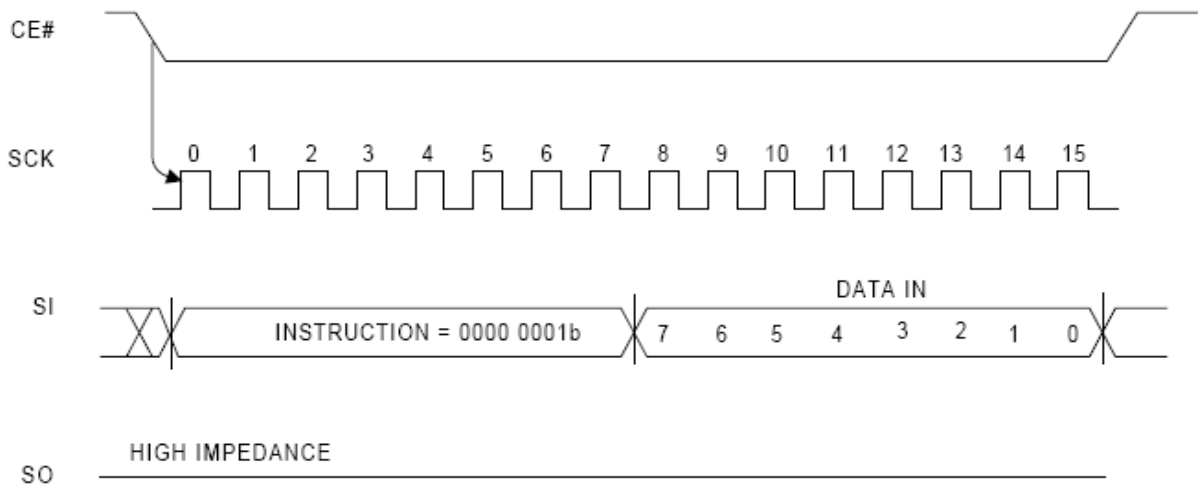 CE#
SCK
0 1 2 3 4 5 6 7 8 9 10 11 12 13 14 15
DATA IN
SI
INSTRUCTION = 0000 0001b 7 6 5 4 3 2 1 0
HIGH IMPEDANCE
SO